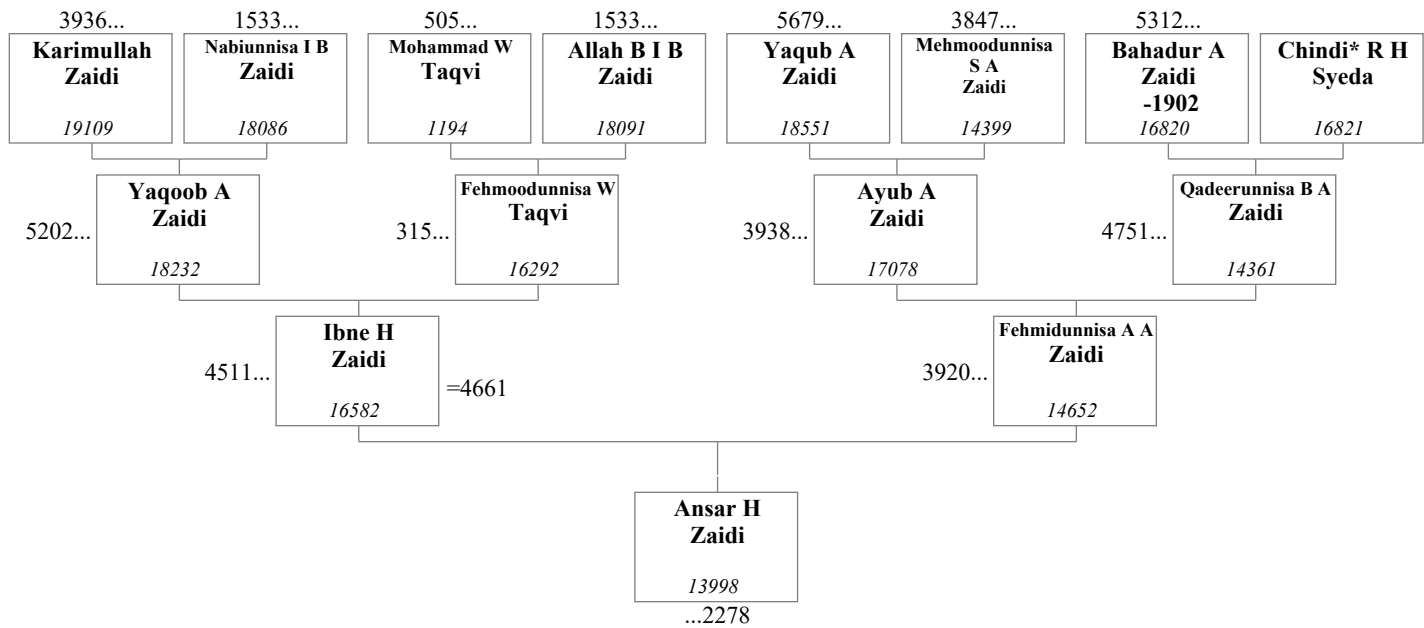 3936...
1533...
505...
1533...
5679...
3847...
5312...
Karimullah
Zaidi
19109
Nabiunnisa I B
Zaidi
18086
Mohammad W
Taqvi
1194
Allah B I B
Zaidi
18091
Yaqub A
Zaidi
18551
Mehmoodunnisa
S A
Zaidi
14399
Bahadur A
Zaidi
-1902
16820
Chindi* R H
Syeda
16821
5202...
Yaqoob A
Zaidi
18232
315...
Fehmoodunnisa W
Taqvi
16292
3938...
Ayub A
Zaidi
17078
4751...
Qadeerunnisa B A
Zaidi
14361
4511...
Ibne H
Zaidi
16582
=4661
3920...
Fehmidunnisa A A
Zaidi
14652
Ansar H
Zaidi
13998
...2278